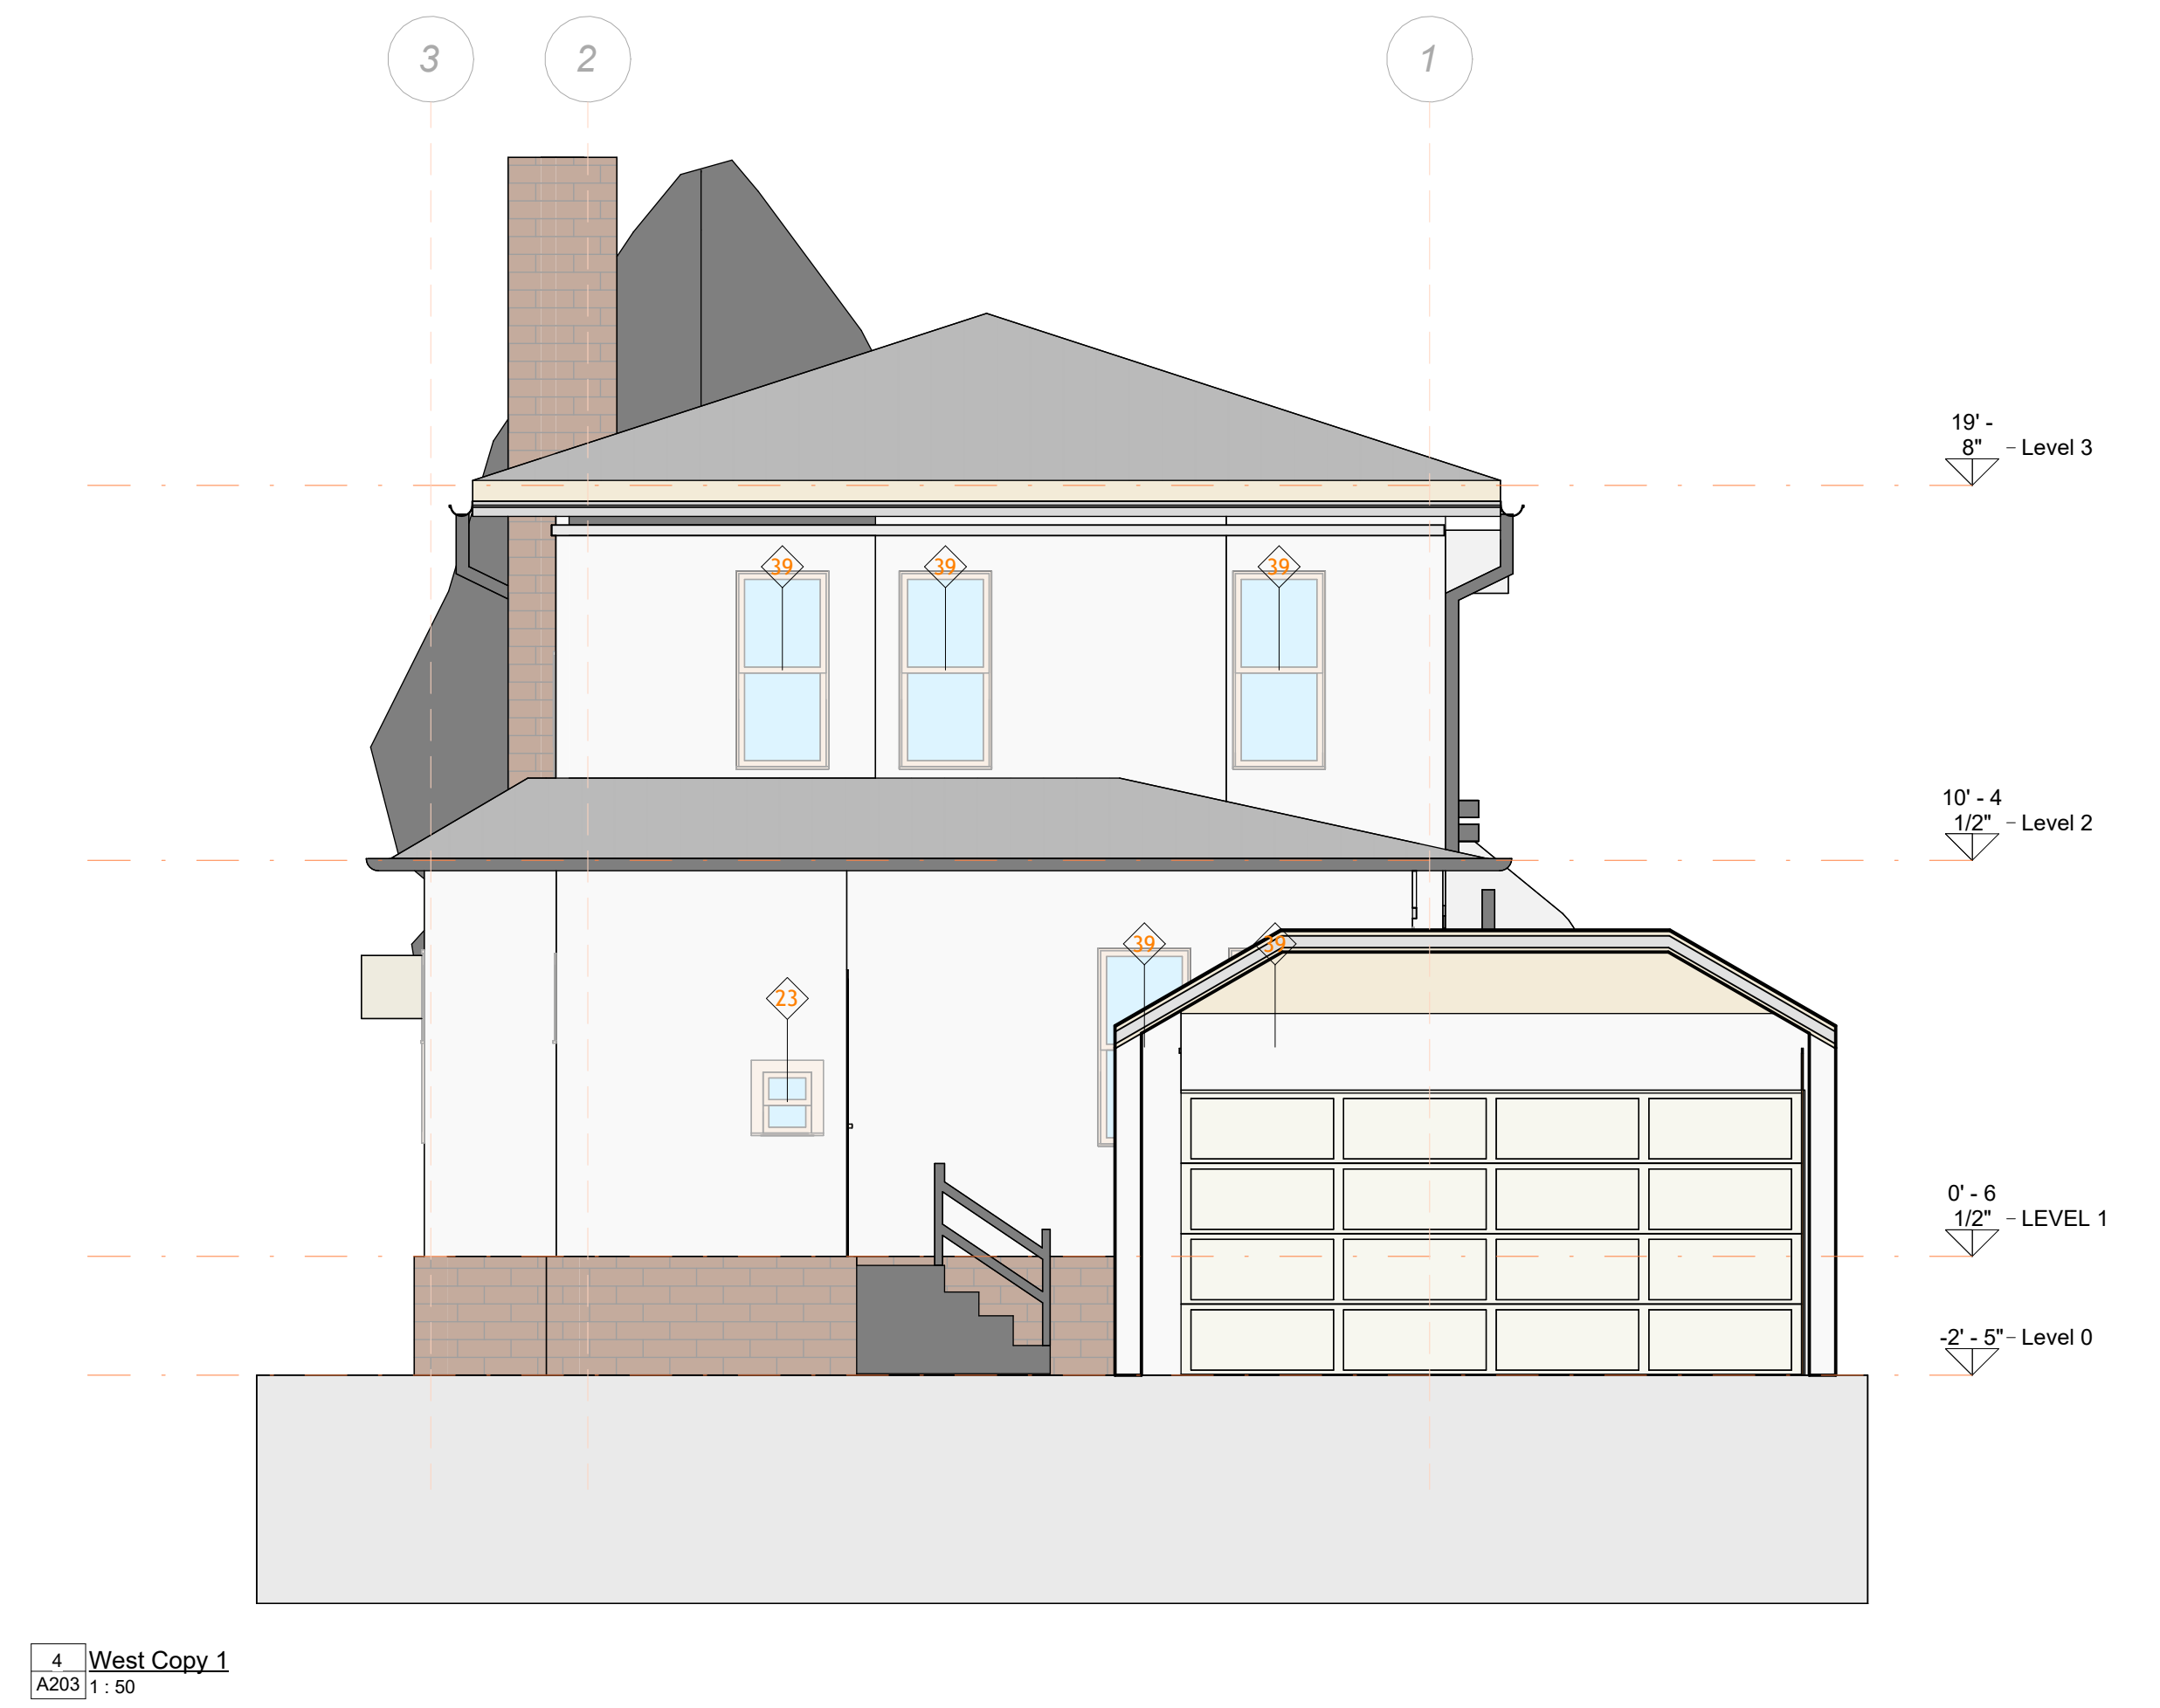 3 2 1
19' -
8" Level 3
39 39 39
10' - 4
1/2" Level 2
39 39
23
0' - 6
1/2" LEVEL 1
-2' - 5" Level 0
4 West Copy 1
A203 1 : 50